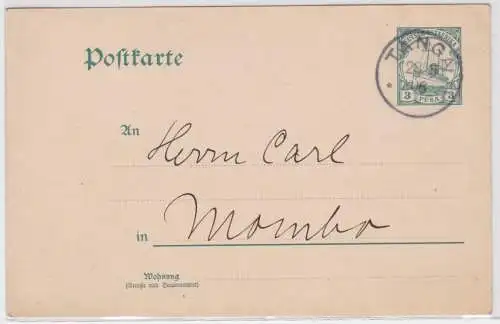 Postkarte
TANGA
3 PESA 3
An
Herrn Carl
in Mombo
Wohnung